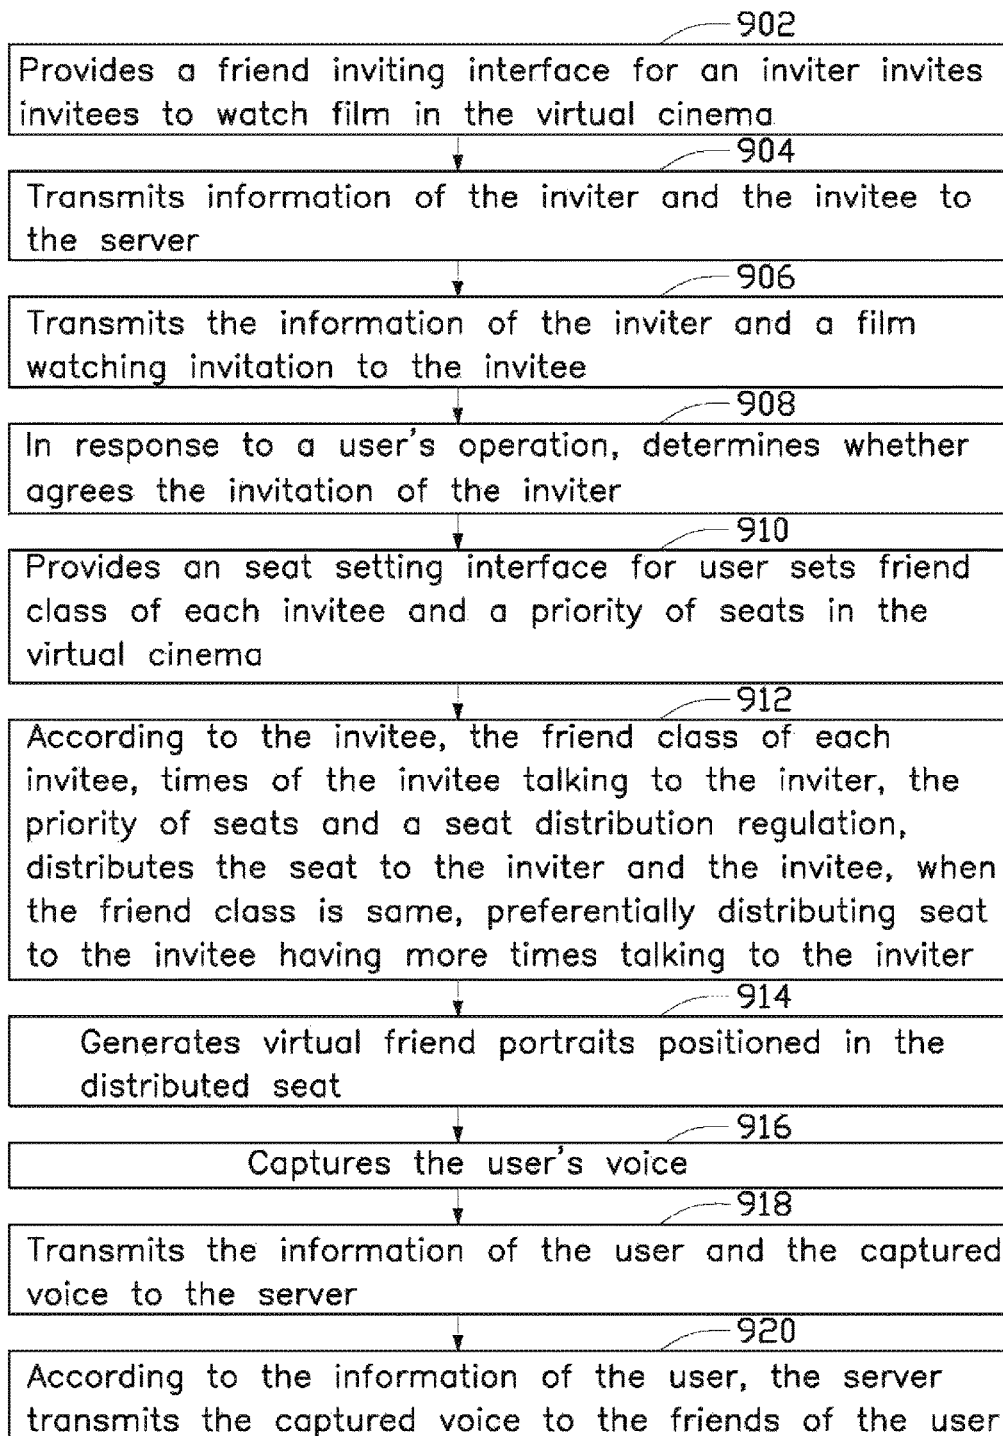 902
Provides a friend inviting interface for an inviter invites
invitees to watch film in the virtual cinema
904
Transmits information of the inviter and the invitee to
the server
906
Transmits the information of the inviter and a film
watching invitation to the invitee
908
In response to a user's operation, determines whether
agrees the invitation of the inviter
910
Provides an seat setting interface for user sets friend
class of each invitee and a priority of seats in the
virtual cinema
912
According to the invitee, the friend class of each
invitee, times of the invitee talking to the inviter, the
priority of seats and a seat distribution regulation,
distributes the seat to the inviter and the invitee, when
the friend class is same, preferentially distributing seat
to the invitee having more times talking to the inviter
914
Generates virtual friend portraits positioned in the
distributed seat
916
Captures the user's voice
918
Transmits the information of the user and the captured
voice to the server
920
According to the information of the user, the server
transmits the captured voice to the friends of the user